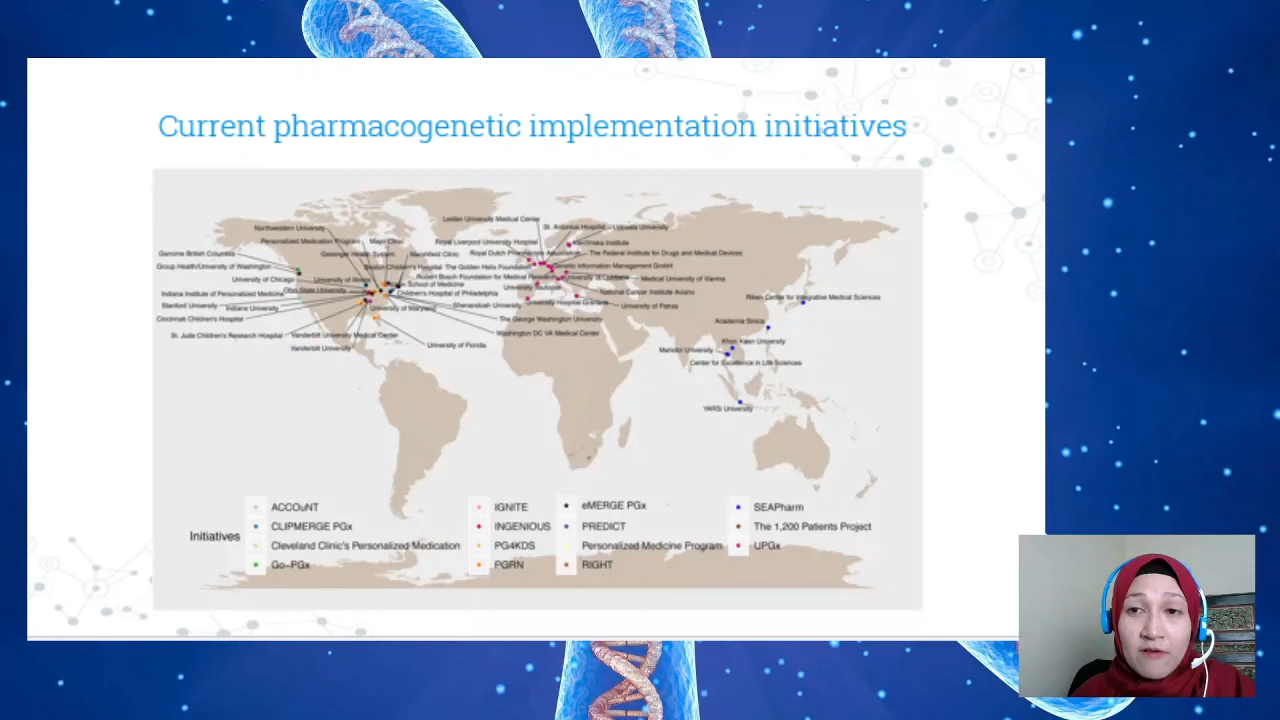 Current pharmacogenetic implementation initiatives
Leiden University Medical Center
Northwestern University
St. Antonius Hospital
Uppsala University
Personalized Medication Program
Mayo Clinic
Royal Liverpool University Hospital
Karolinska Institute
Genome British Columbia
Geisinger Health System
Marshfield Clinic
Royal Dutch Pharmacists Association
The Federal Institute for Drugs and Medical Devices
Group Health/University of Washington
Boston Children's Hospital
The Golden Helix Foundation
Genetic Information Management GmbH
University of Chicago
Robert Bosch Foundation for Medical Research
Medical University of Vienna
School of Medicine
Indiana Institute of Personalized Medicine
Ohio State University
Children's Hospital of Philadelphia
National Cancer Institute Aviano
Riken Center for Integrative Medical Sciences
Stanford University
Indiana University
University of Maryland
Shenandoah University
University Hospital Granada
University of Patras
Cincinnati Children's Hospital
The George Washington University
Academia Sinica
St. Jude Children's Research Hospital
Vanderbilt University Medical Center
Washington DC VA Medical Center
Khon Kaen University
Vanderbilt University
University of Florida
Mahidol University
Center for Excellence in Life Sciences
YARSI University
Initiatives
ACCOuNT
CLIPMERGE PGx
Cleveland Clinic's Personalized Medication
Go-PGx
IGNITE
INGENIOUS
PG4KDS
PGRN
eMERGE PGx
PREDICT
Personalized Medicine Program
RIGHT
SEAPharm
The 1,200 Patients Project
UPGx